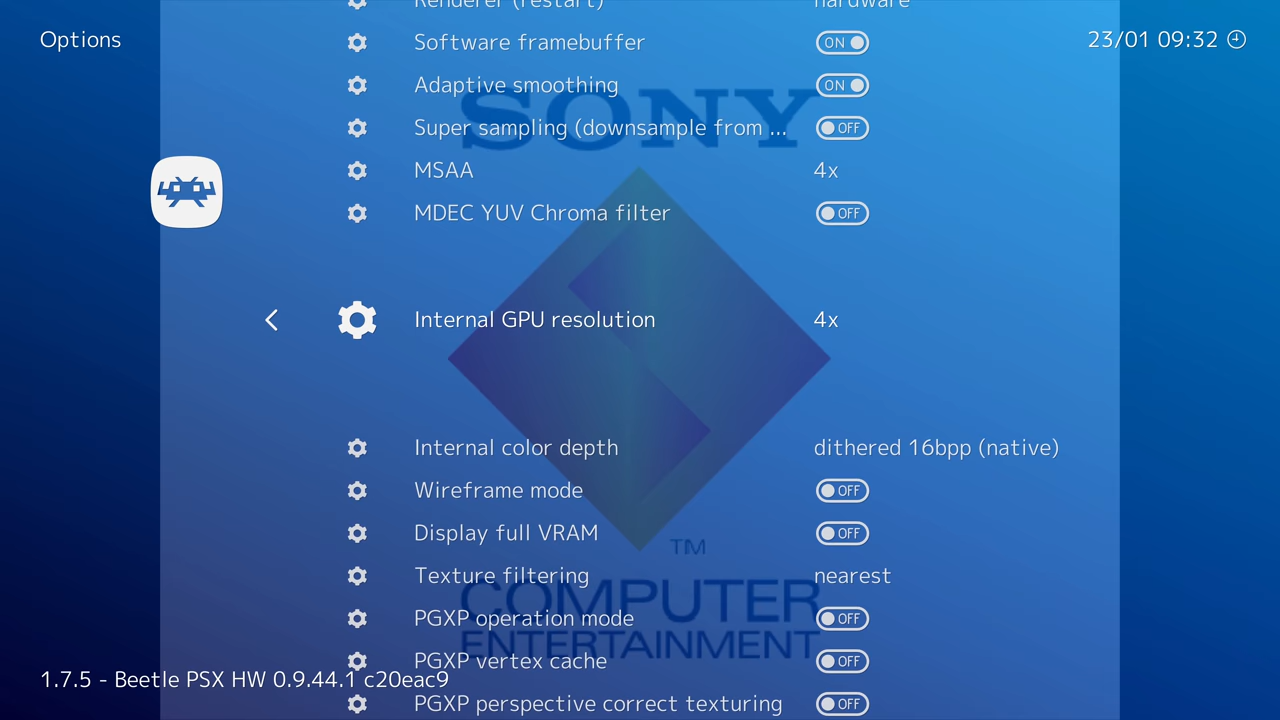 Renderer (restart) hardware
Options
23/01 09:32
Software framebuffer ON
Adaptive smoothing ON
SONY
Super sampling (downsample from ... OFF
MSAA 4x
MDEC YUV Chroma filter OFF
Internal GPU resolution 4x
Internal color depth dithered 16bpp (native)
Wireframe mode OFF
Display full VRAM OFF
TM
Texture filtering nearest
COMPUTER
PGXP operation mode OFF
ENTERTAINMENT
PGXP vertex cache OFF
1.7.5 - Beetle PSX HW 0.9.44.1 c20eac9
PGXP perspective correct texturing OFF